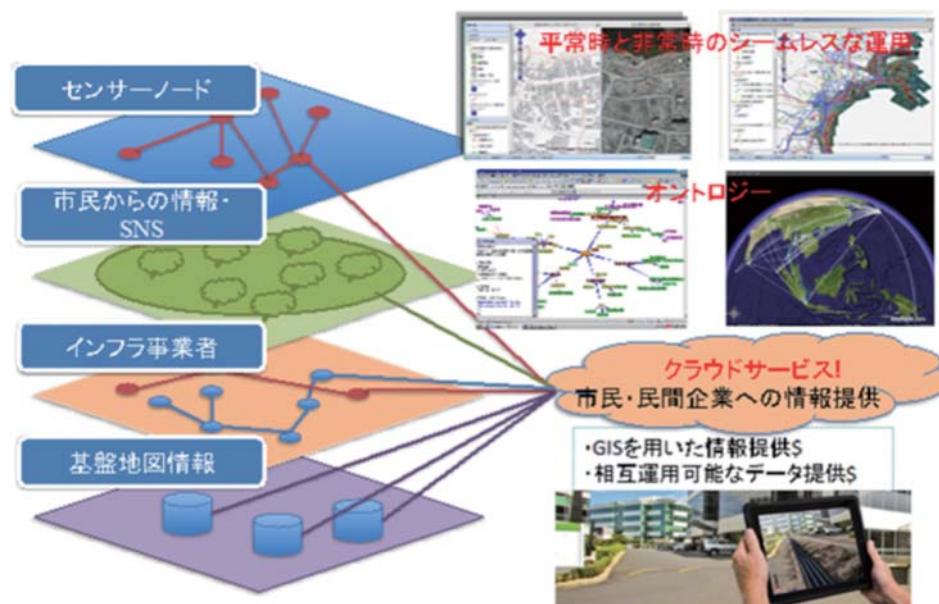 平常時と非常時のシームレスな運用
センサーノード
市民からの情報・
SNS
オントロジー
インフラ事業者
クラウドサービス!
市民・民間企業への情報提供
基盤地図情報
・GISを用いた情報提供$
・相互運用可能なデータ提供$